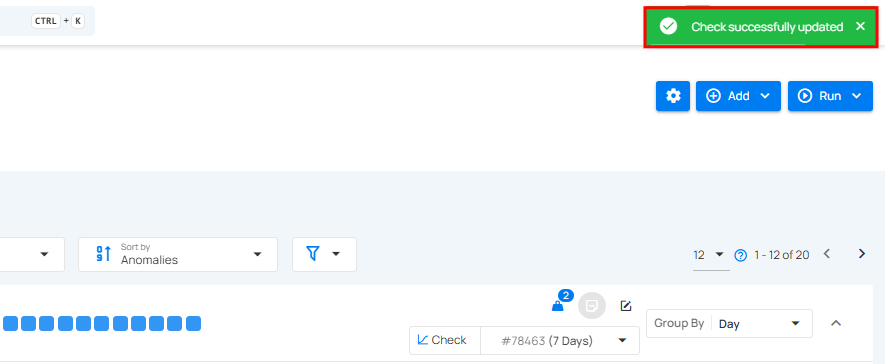 CTRL + K
Check successfully updated
Add
Run
Sort by
Anomalies
12
1 - 12 of 20
2
Check
#78463 (7 Days)
Group By
Day